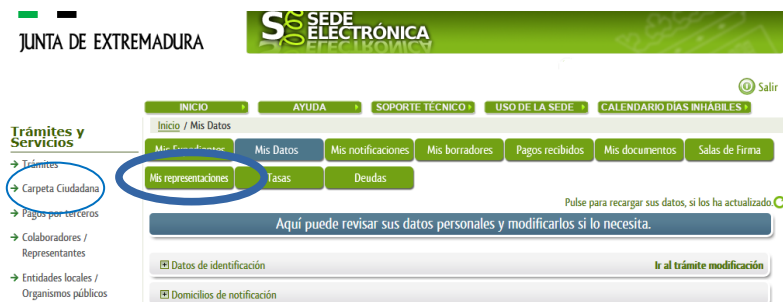 JUNTA DE EXTREMADURA
SEDE
ELECTRÓNICA
Salir
INICIO AYUDA SOPORTE TÉCNICO USO DE LA SEDE CALENDARIO DÍAS INHÁBILES
Trámites y
Servicios
Inicio / Mis Datos
Mis Expedientes Mis Datos Mis notificaciones Mis borradores Pagos recibidos Mis documentos Salas de Firma
Trámites
Mis representaciones Tasas Deudas
Carpeta Ciudadana
Pulse para recargar sus datos, si los ha actualizado.
Pagos por terceros
Aquí puede revisar sus datos personales y modificarlos si lo necesita.
Colaboradores /
Representantes
Datos de identificación Ir al trámite modificación
Entidades locales /
Organismos públicos
Domicilios de notificación